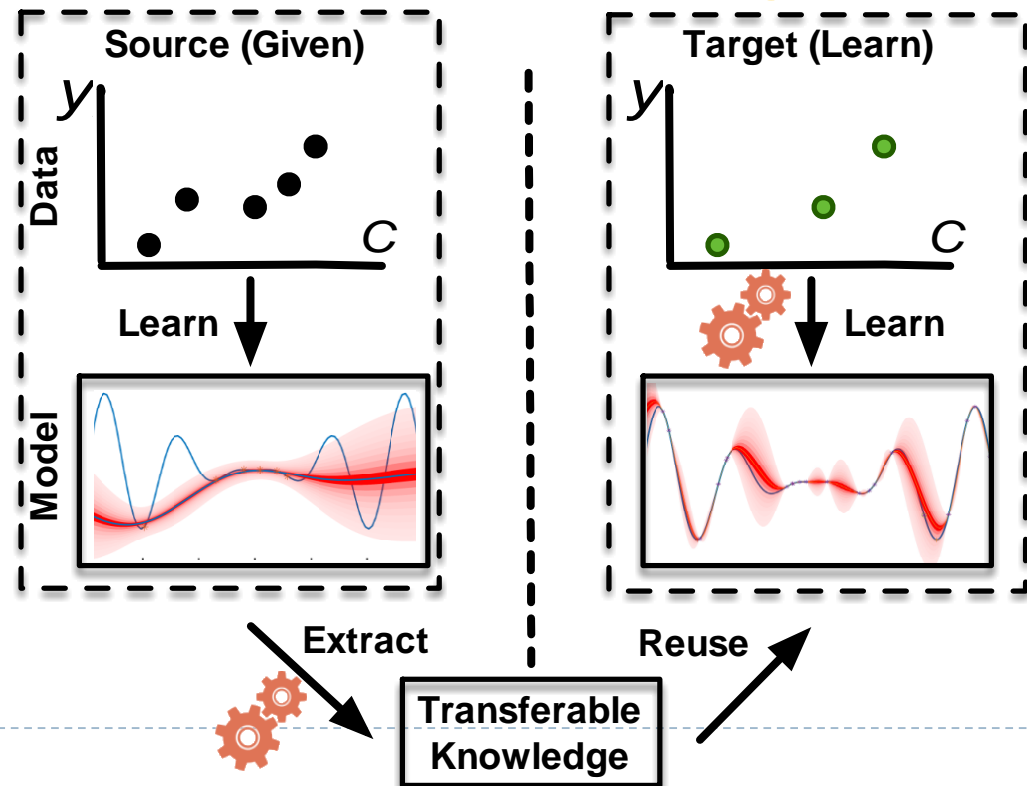 Source (Given)
y
Data
C
Learn
Model
Target (Learn)
y
C
Learn
Extract
Reuse
Transferable
Knowledge